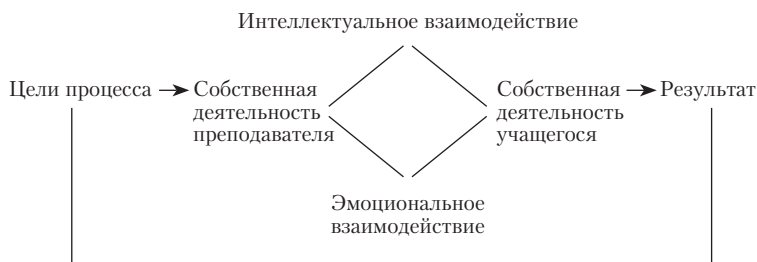 Интеллектуальное взаимодействие
Цели процесса
Собственная
деятельность
преподавателя
Собственная
деятельность
учащегося
Результат
Эмоциональное
взаимодействие